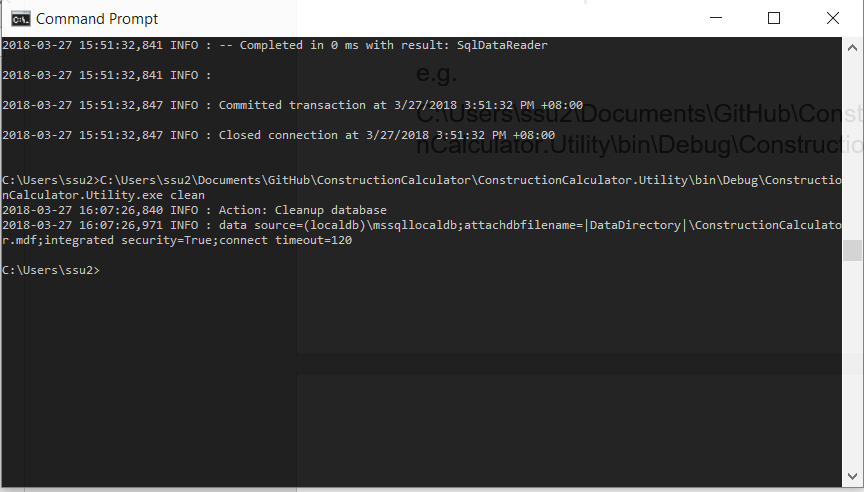 Command Prompt
2018-03-27 15:51:32,841 INFO : -- Completed in 0 ms with result: SqlDataReader
2018-03-27 15:51:32,841 INFO :
e.g.
2018-03-27 15:51:32,847 INFO : Committed transaction at 3/27/2018 3:51:32 PM +08:00
C:\Users\ssu2\Documents\GitHub\Const
2018-03-27 15:51:32,847 INFO : Closed connection at 3/27/2018 3:51:32 PM +08:00
nCalculator.Utility\bin\Debug\Constructio
C:\Users\ssu2>C:\Users\ssu2\Documents\GitHub\ConstructionCalculator\ConstructionCalculator.Utility\bin\Debug\Constructio
nCalculator.Utility.exe clean
2018-03-27 16:07:26,840 INFO : Action: Cleanup database
2018-03-27 16:07:26,971 INFO : data source=(localdb)\mssqllocaldb;attachdbfilename=|DataDirectory|\ConstructionCalculato
r.mdf;integrated security=True;connect timeout=120
C:\Users\ssu2>